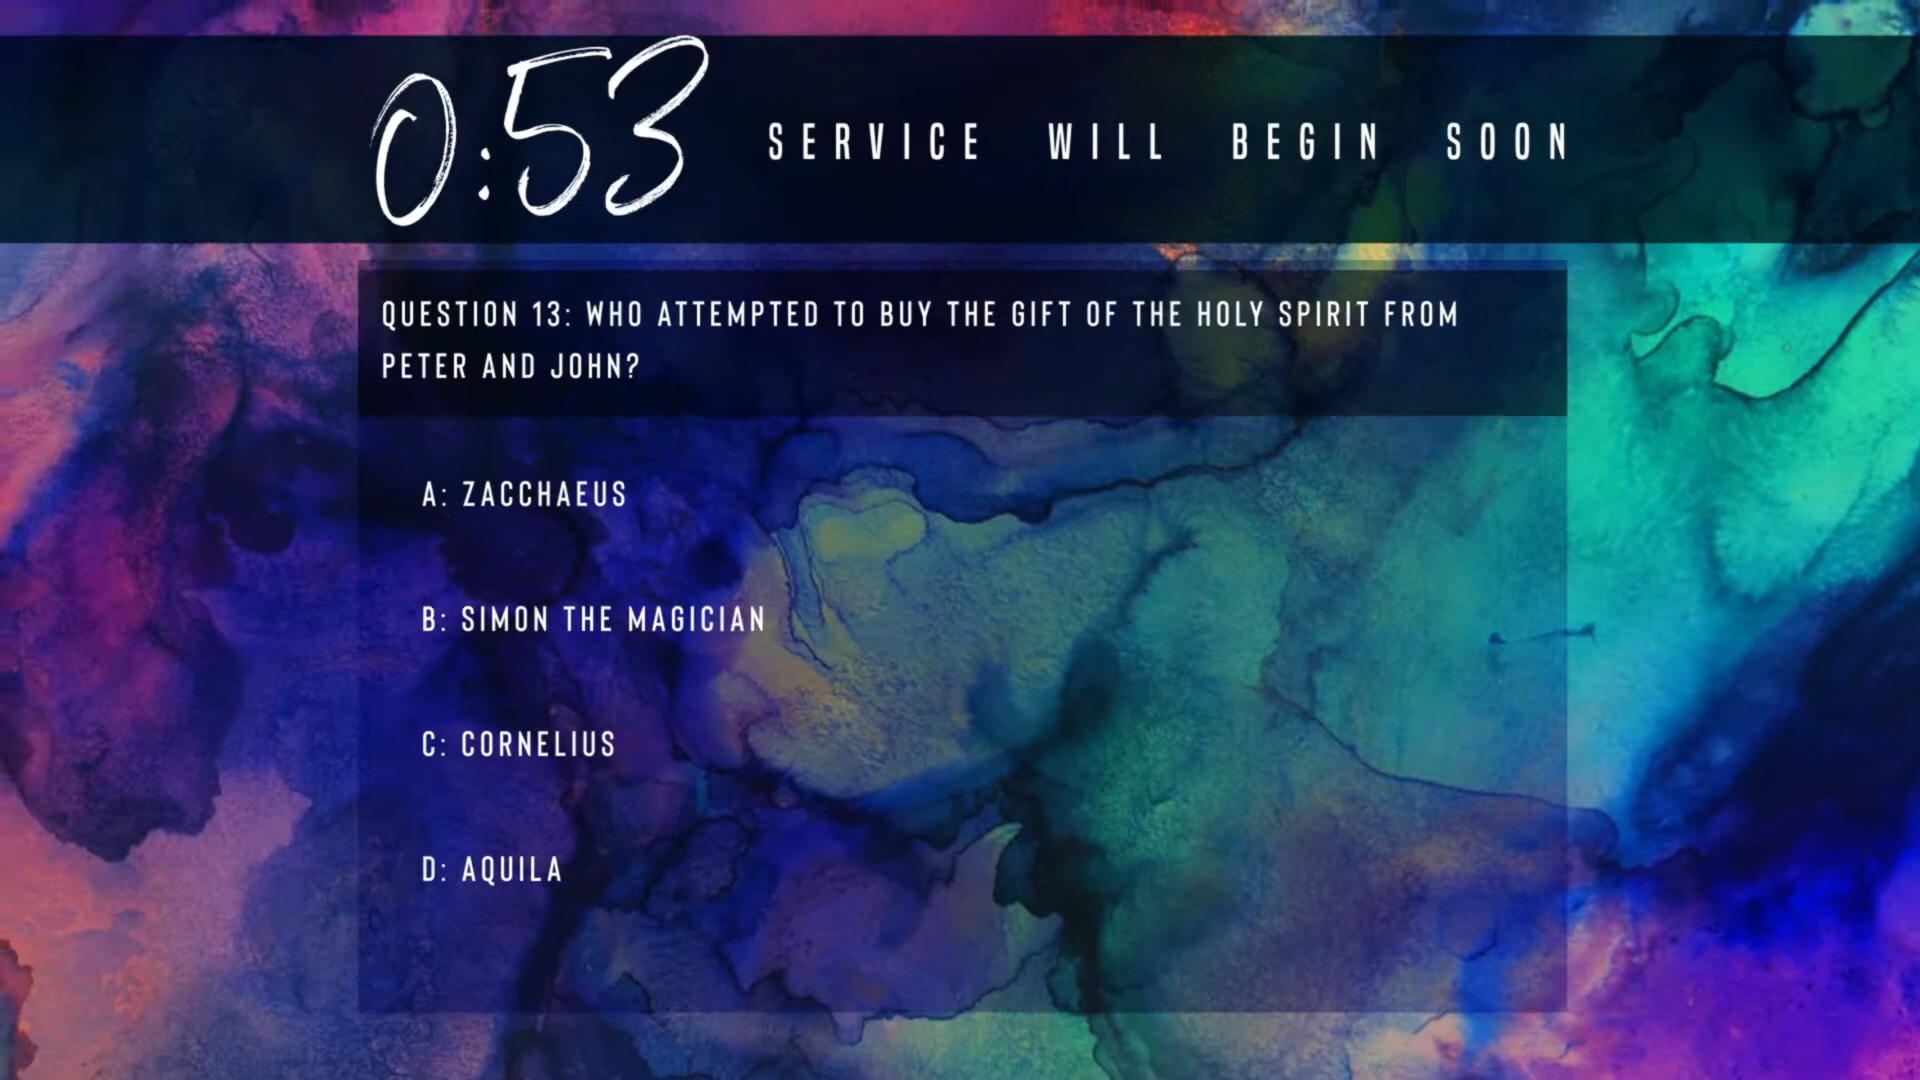 0:53 SERVICE WILL BEGIN SOON
QUESTION 13: WHO ATTEMPTED TO BUY THE GIFT OF THE HOLY SPIRIT FROM
PETER AND JOHN?
A: ZACCHAEUS
B: SIMON THE MAGICIAN
C: CORNELIUS
D: AQUILA